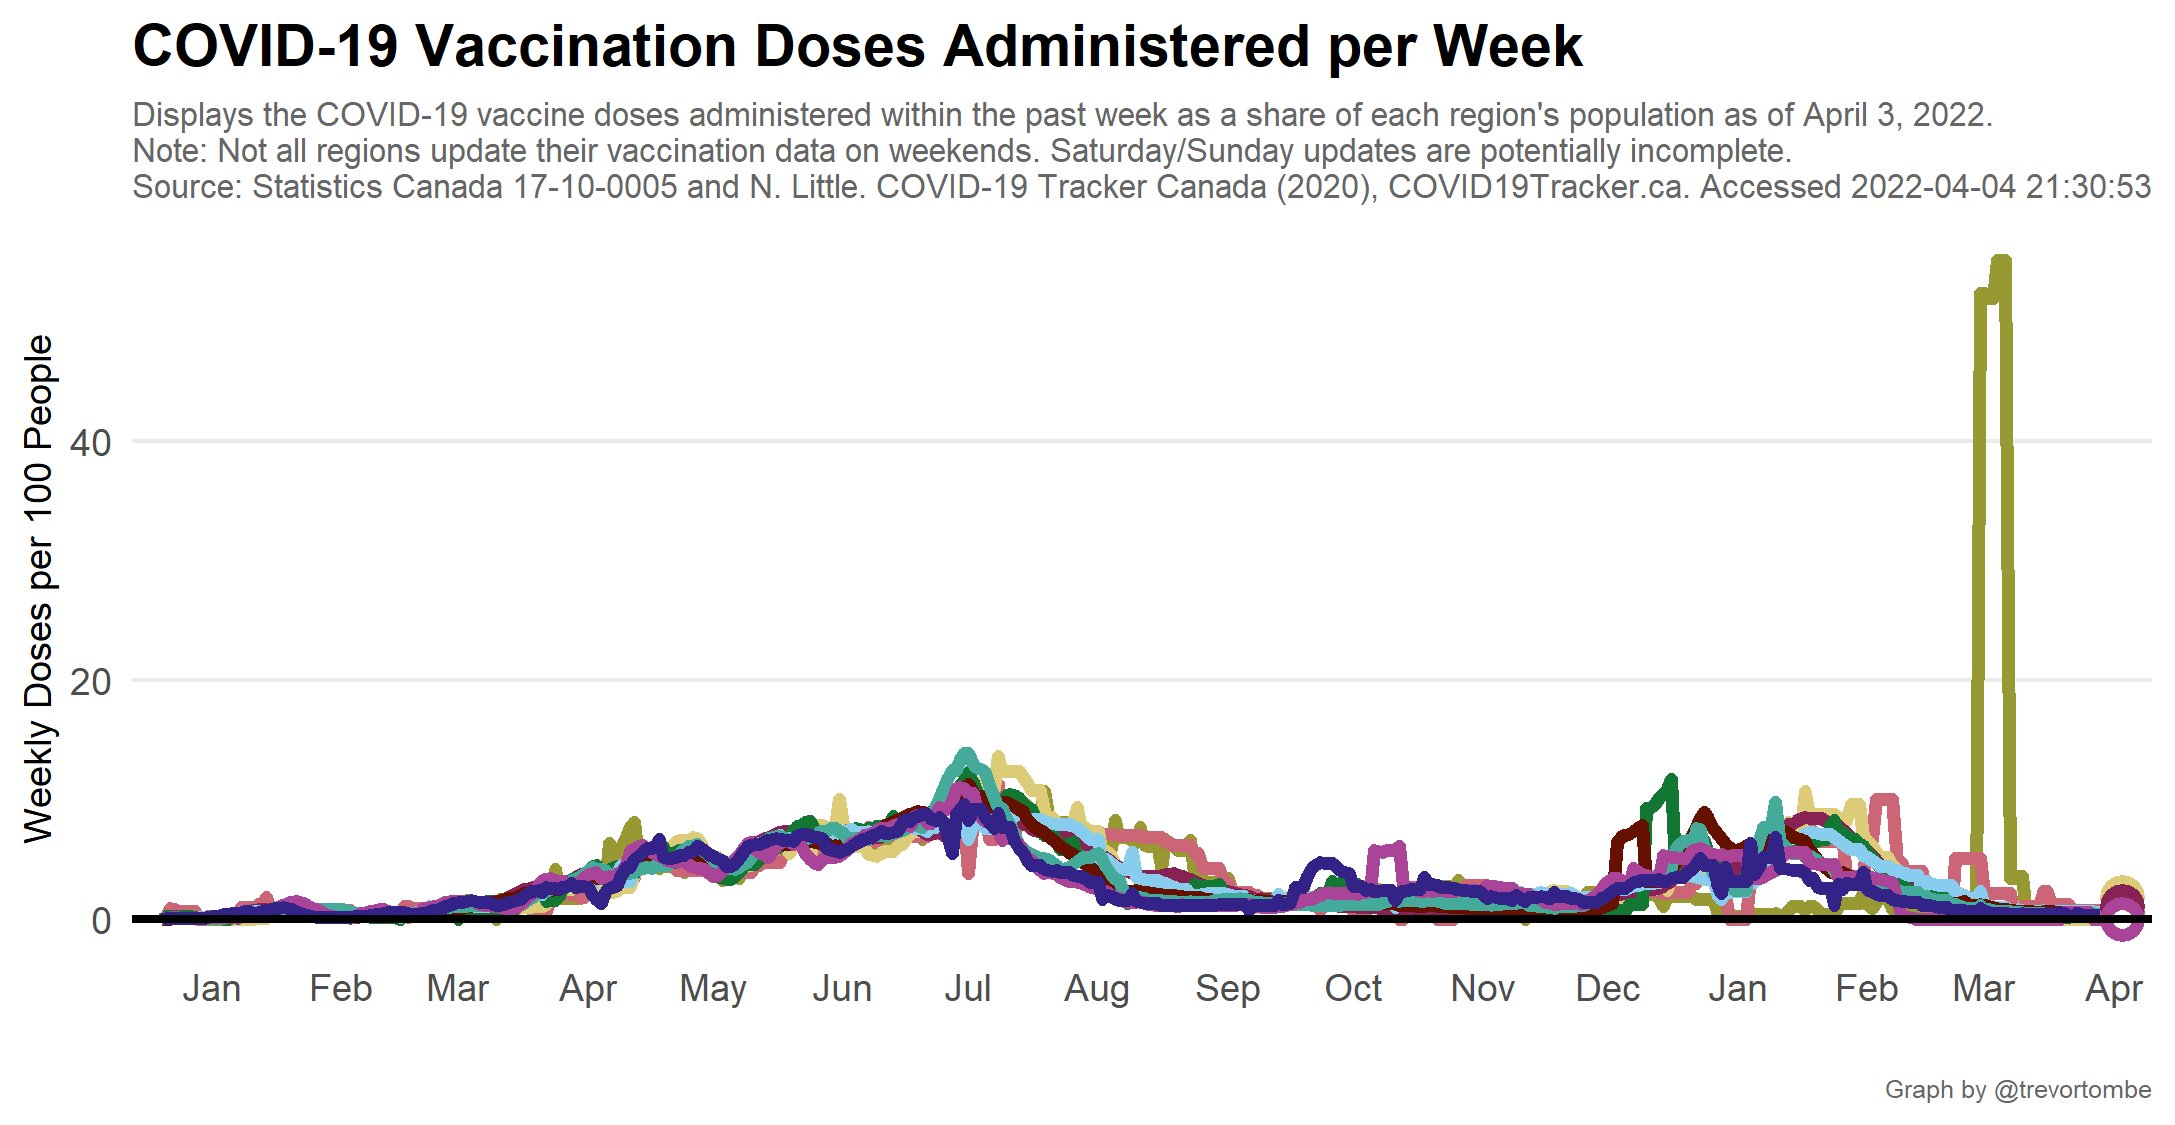 COVID-19 Vaccination Doses Administered per Week
Displays the COVID-19 vaccine doses administered within the past week as a share of each region's population as of April 3, 2022.
Note: Not all regions update their vaccination data on weekends. Saturday/Sunday updates are potentially incomplete.
Source: Statistics Canada 17-10-0005 and N. Little. COVID-19 Tracker Canada (2020), COVID19Tracker.ca. Accessed 2022-04-04 21:30:53
Weekly Doses per 100 People
40
20
0
Jan Feb Mar Apr May Jun Jul Aug Sep Oct Nov Dec Jan Feb Mar Apr
Graph by @trevortombe